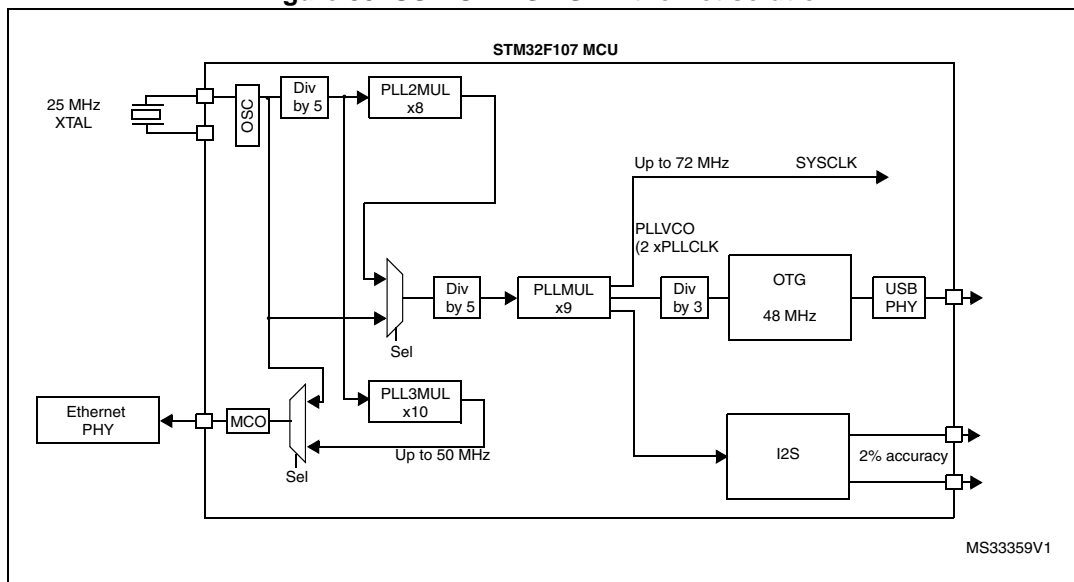 STM32F107 MCU
25 MHz
XTAL
OSC
Div
by 5
PLL2MUL
x8
Up to 72 MHz
SYSCLK
PLLVCO
(2 xPLLCLK
Sel
Div
by 5
PLLMUL
x9
Div
by 3
OTG
48 MHz
USB
PHY
Ethernet
PHY
MCO
Sel
PLL3MUL
x10
Up to 50 MHz
I2S
2% accuracy
MS33359V1